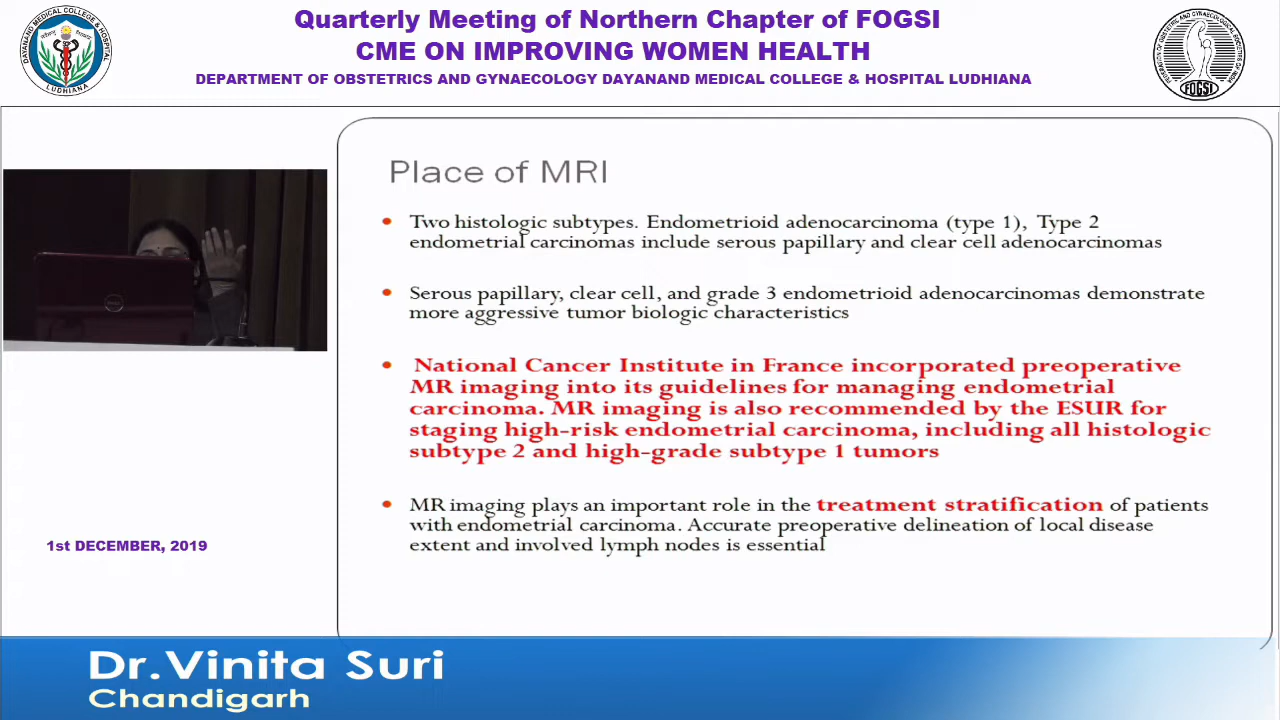 Quarterly Meeting of Northern Chapter of FOGSI
CME ON IMPROVING WOMEN HEALTH
DEPARTMENT OF OBSTETRICS AND GYNAECOLOGY DAYANAND MEDICAL COLLEGE & HOSPITAL LUDHIANA
DAYANAND MEDICAL COLLEGE & HOSPITAL
LUDHIANA
FOGSI
Place of MRI
• Two histologic subtypes. Endometrioid adenocarcinoma (type 1), Type 2
endometrial carcinomas include serous papillary and clear cell adenocarcinomas
• Serous papillary, clear cell, and grade 3 endometrioid adenocarcinomas demonstrate
more aggressive tumor biologic characteristics
• National Cancer Institute in France incorporated preoperative
MR imaging into its guidelines for managing endometrial
carcinoma. MR imaging is also recommended by the ESUR for
staging high-risk endometrial carcinoma, including all histologic
subtype 2 and high-grade subtype 1 tumors
• MR imaging plays an important role in the treatment stratification of patients
with endometrial carcinoma. Accurate preoperative delineation of local disease
extent and involved lymph nodes is essential
1st DECEMBER, 2019
Dr.Vinita Suri
Chandigarh